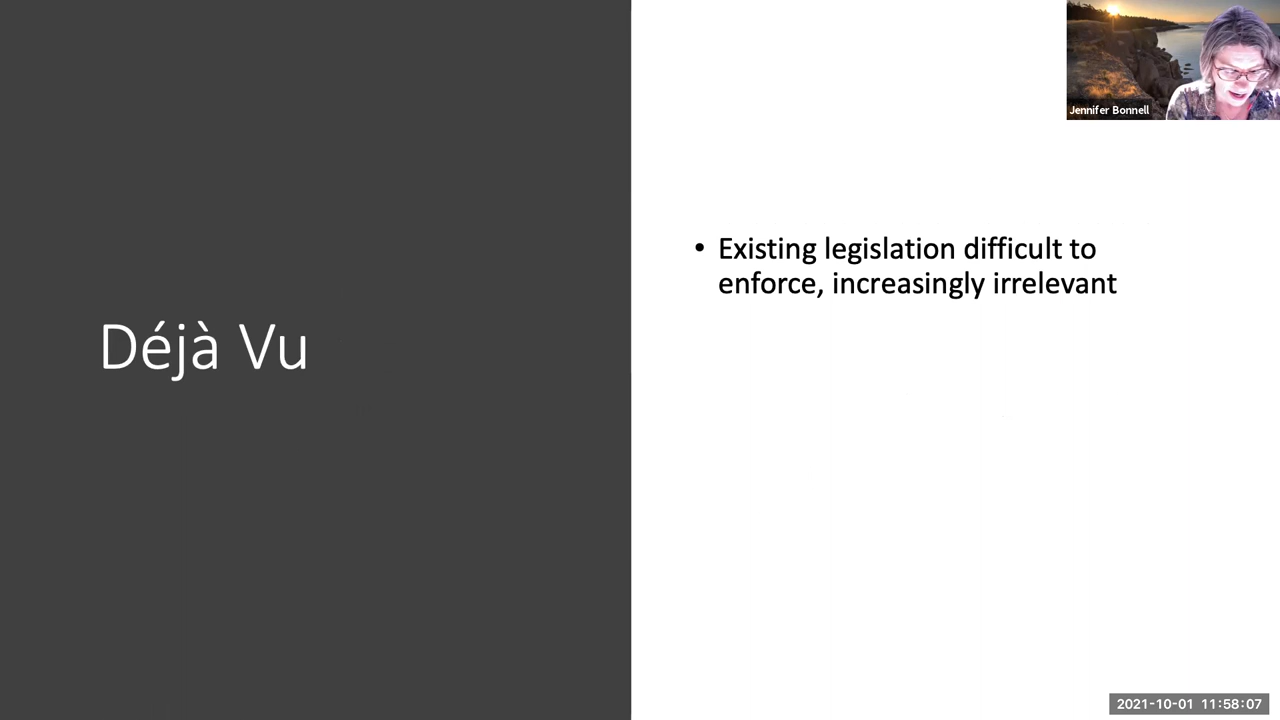 Jennifer Bonnell
Déjà Vu
• Existing legislation difficult to
enforce, increasingly irrelevant
2021-10-01 11:58:07